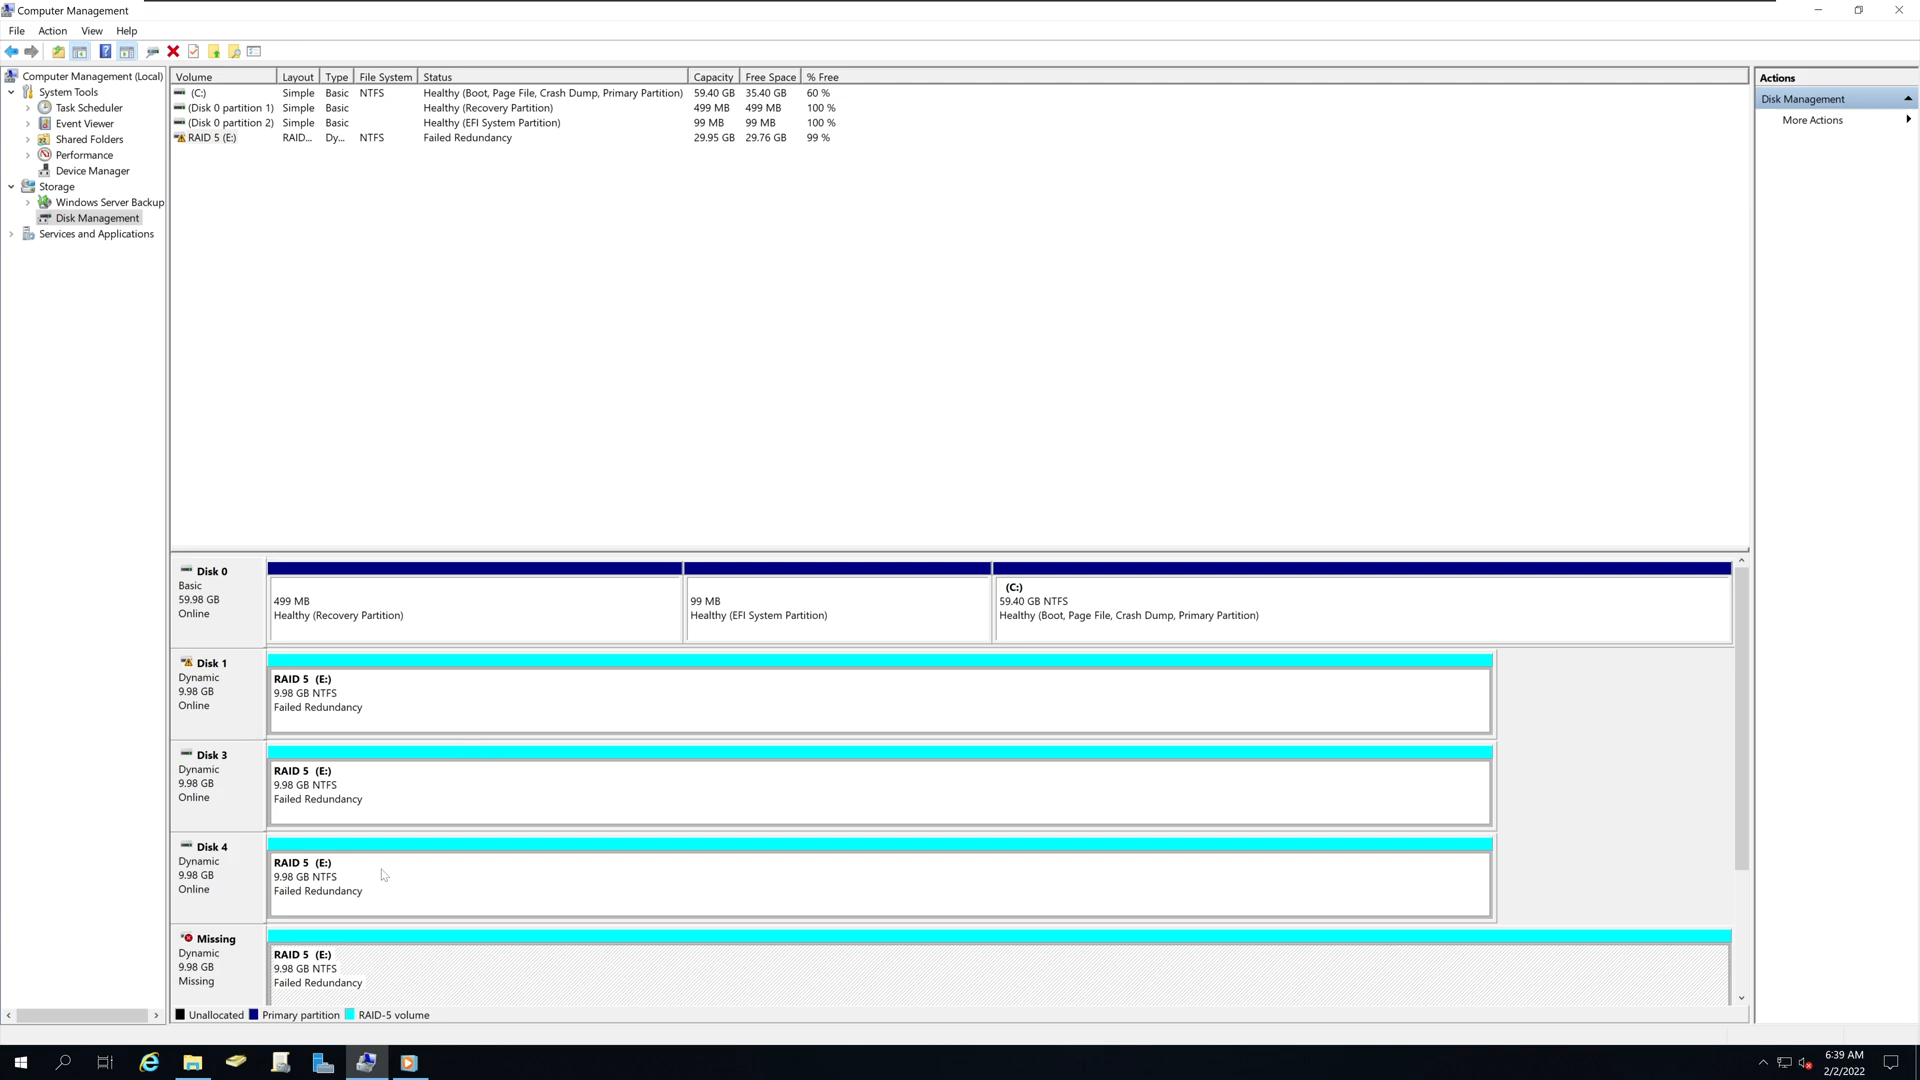 Computer Management
File Action View Help
Computer Management (Local)
System Tools
Task Scheduler
Event Viewer
Shared Folders
Performance
Device Manager
Storage
Windows Server Backup
Disk Management
Services and Applications
Volume Layout Type File System Status Capacity Free Space % Free
(C:) Simple Basic NTFS Healthy (Boot, Page File, Crash Dump, Primary Partition) 59.40 GB 35.40 GB 60 %
(Disk 0 partition 1) Simple Basic Healthy (Recovery Partition) 499 MB 499 MB 100 %
(Disk 0 partition 2) Simple Basic Healthy (EFI System Partition) 99 MB 99 MB 100 %
RAID 5 (E:) RAID... Dy... NTFS Failed Redundancy 29.95 GB 29.76 GB 99 %
Actions
Disk Management
More Actions
Disk 0
Basic
59.98 GB
Online
499 MB
Healthy (Recovery Partition)
99 MB
Healthy (EFI System Partition)
(C:)
59.40 GB NTFS
Healthy (Boot, Page File, Crash Dump, Primary Partition)
Disk 1
Dynamic
9.98 GB
Online
RAID 5 (E:)
9.98 GB NTFS
Failed Redundancy
Disk 3
Dynamic
9.98 GB
Online
RAID 5 (E:)
9.98 GB NTFS
Failed Redundancy
Disk 4
Dynamic
9.98 GB
Online
RAID 5 (E:)
9.98 GB NTFS
Failed Redundancy
Missing
Dynamic
9.98 GB
Missing
RAID 5 (E:)
9.98 GB NTFS
Failed Redundancy
Unallocated Primary partition RAID-5 volume
6:39 AM
2/2/2022